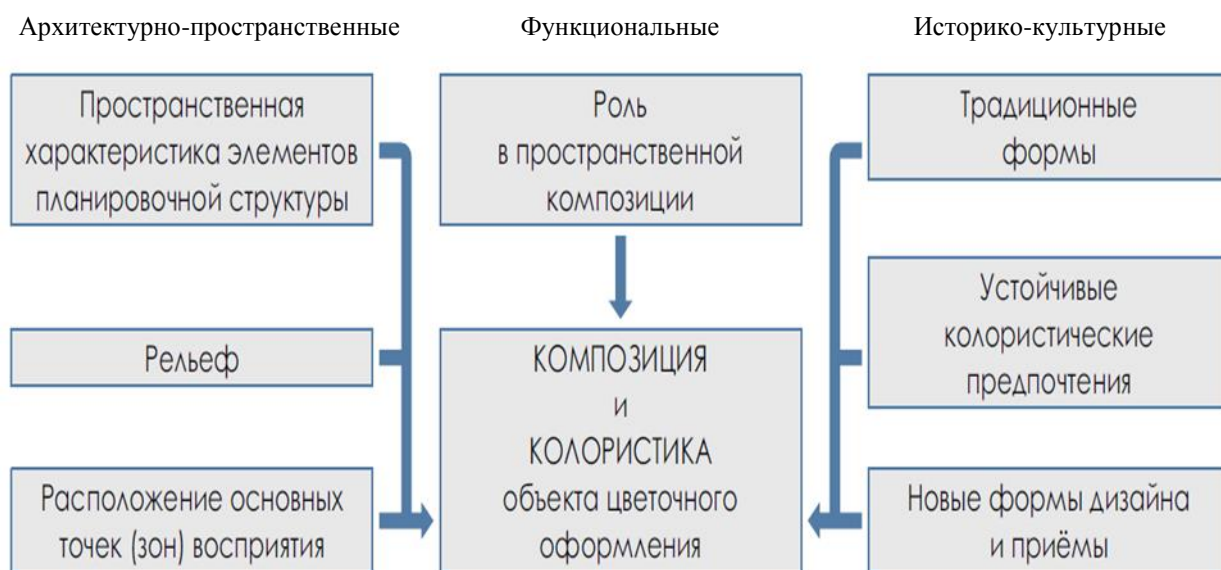 Архитектурно-пространственные
Функциональные
Историко-культурные
Пространственная
характеристика элементов
планировочной структуры
Рельеф
Расположение основных
точек (зон) восприятия
Роль
в пространственной
композиции
КОМПОЗИЦИЯ
и
КОЛОРИСТИКА
объекта цветочного
оформления
Традиционные
формы
Устойчивые
колористические
предпочтения
Новые формы дизайна
и приёмы